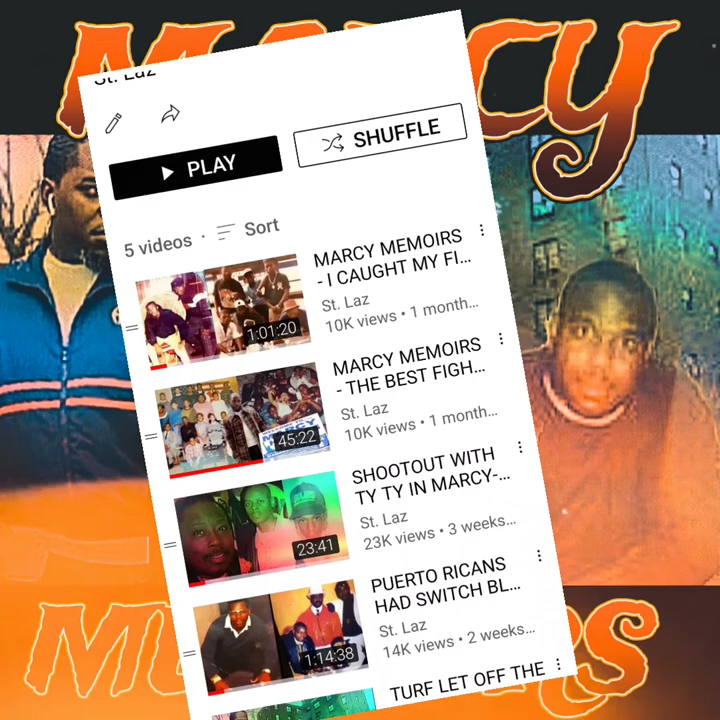 MARCY
St. Laz
PLAY
SHUFFLE
5 videos · Sort
MARCY MEMOIRS
- I CAUGHT MY FI...
St. Laz
10K views • 1 month...
1:01:20
MARCY MEMOIRS
- THE BEST FIGH...
St. Laz
10K views • 1 month...
45:22
SHOOTOUT WITH
TY TY IN MARCY-...
St. Laz
23K views • 3 weeks...
23:41
PUERTO RICANS
HAD SWITCH BL...
St. Laz
14K views • 2 weeks...
1:14:38
TURF LET OFF THE